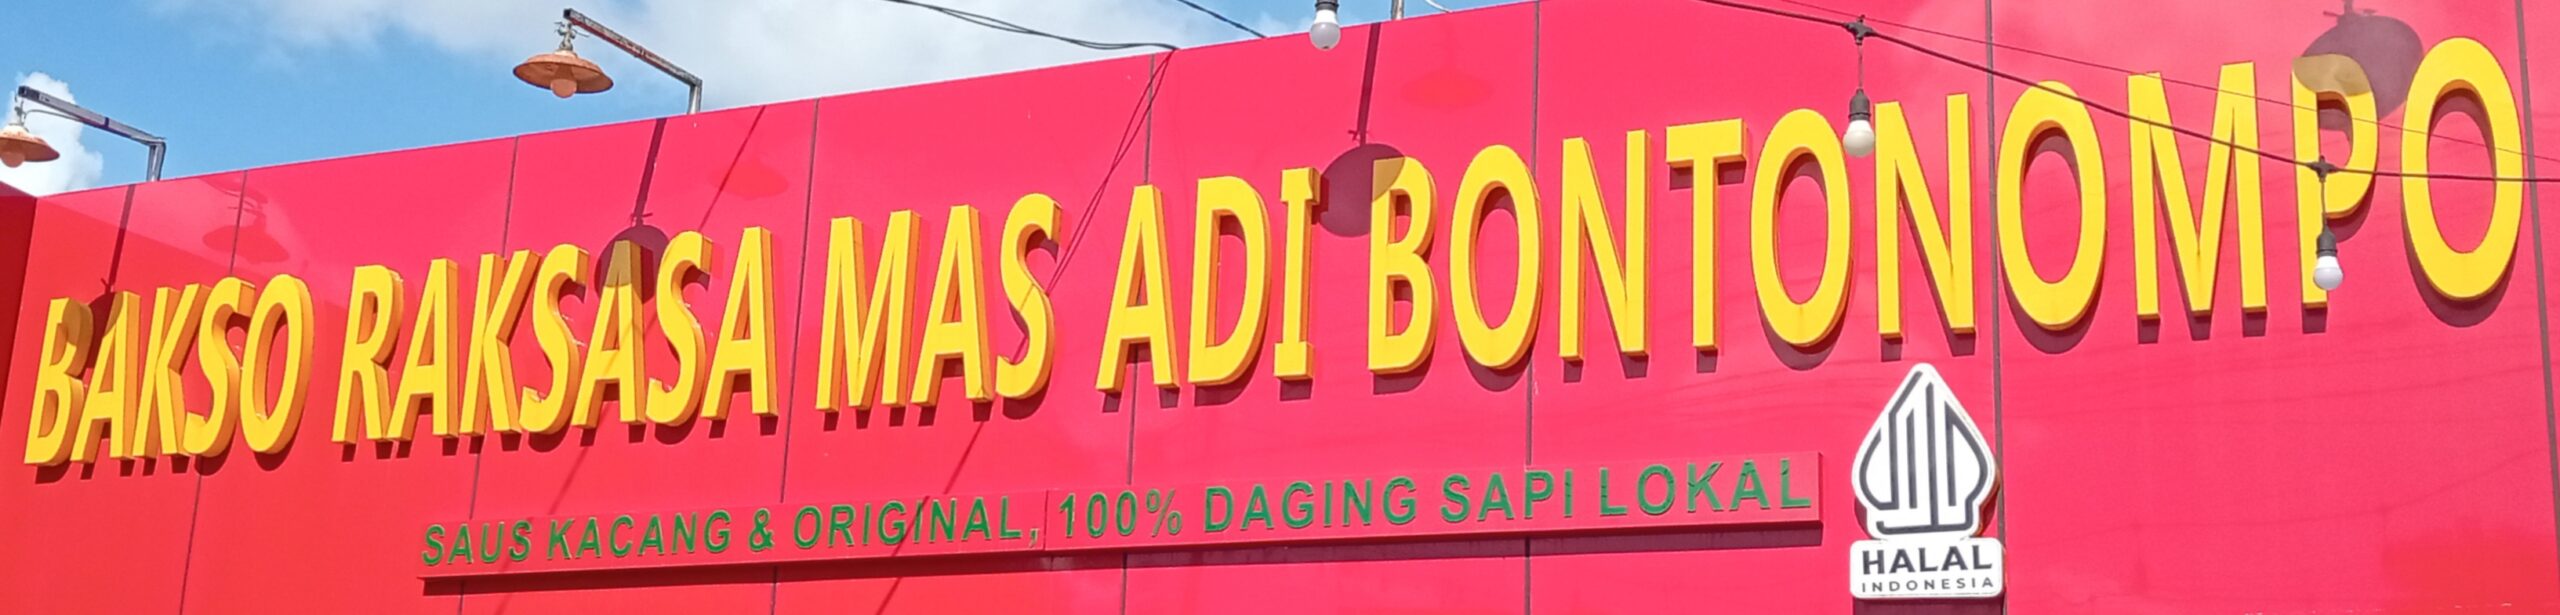 BAKSO RAKSASA MAS ADI BONTONOMPO
SAUS KACANG & ORIGINAL, 100% DAGING SAPI LOKAL
HALAL
INDONESIA